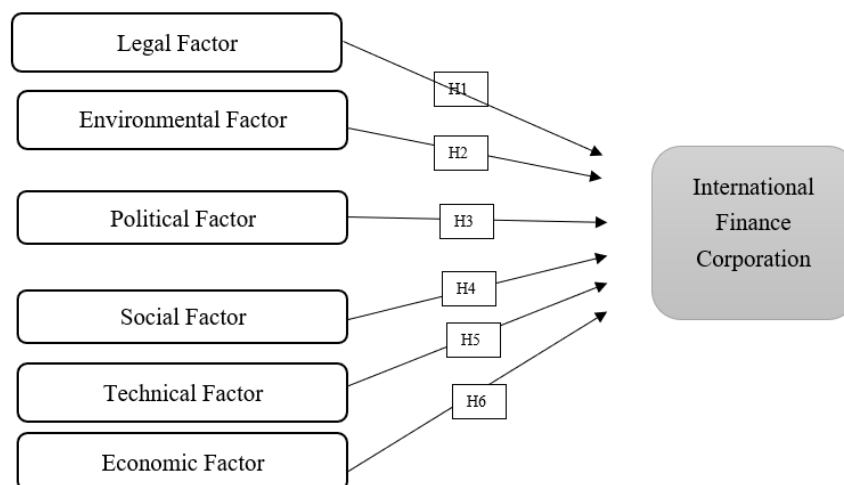 Legal Factor
H1
Environmental Factor
H2
Political Factor
H3
Social Factor
H4
Technical Factor
H5
Economic Factor
H6
International
Finance
Corporation